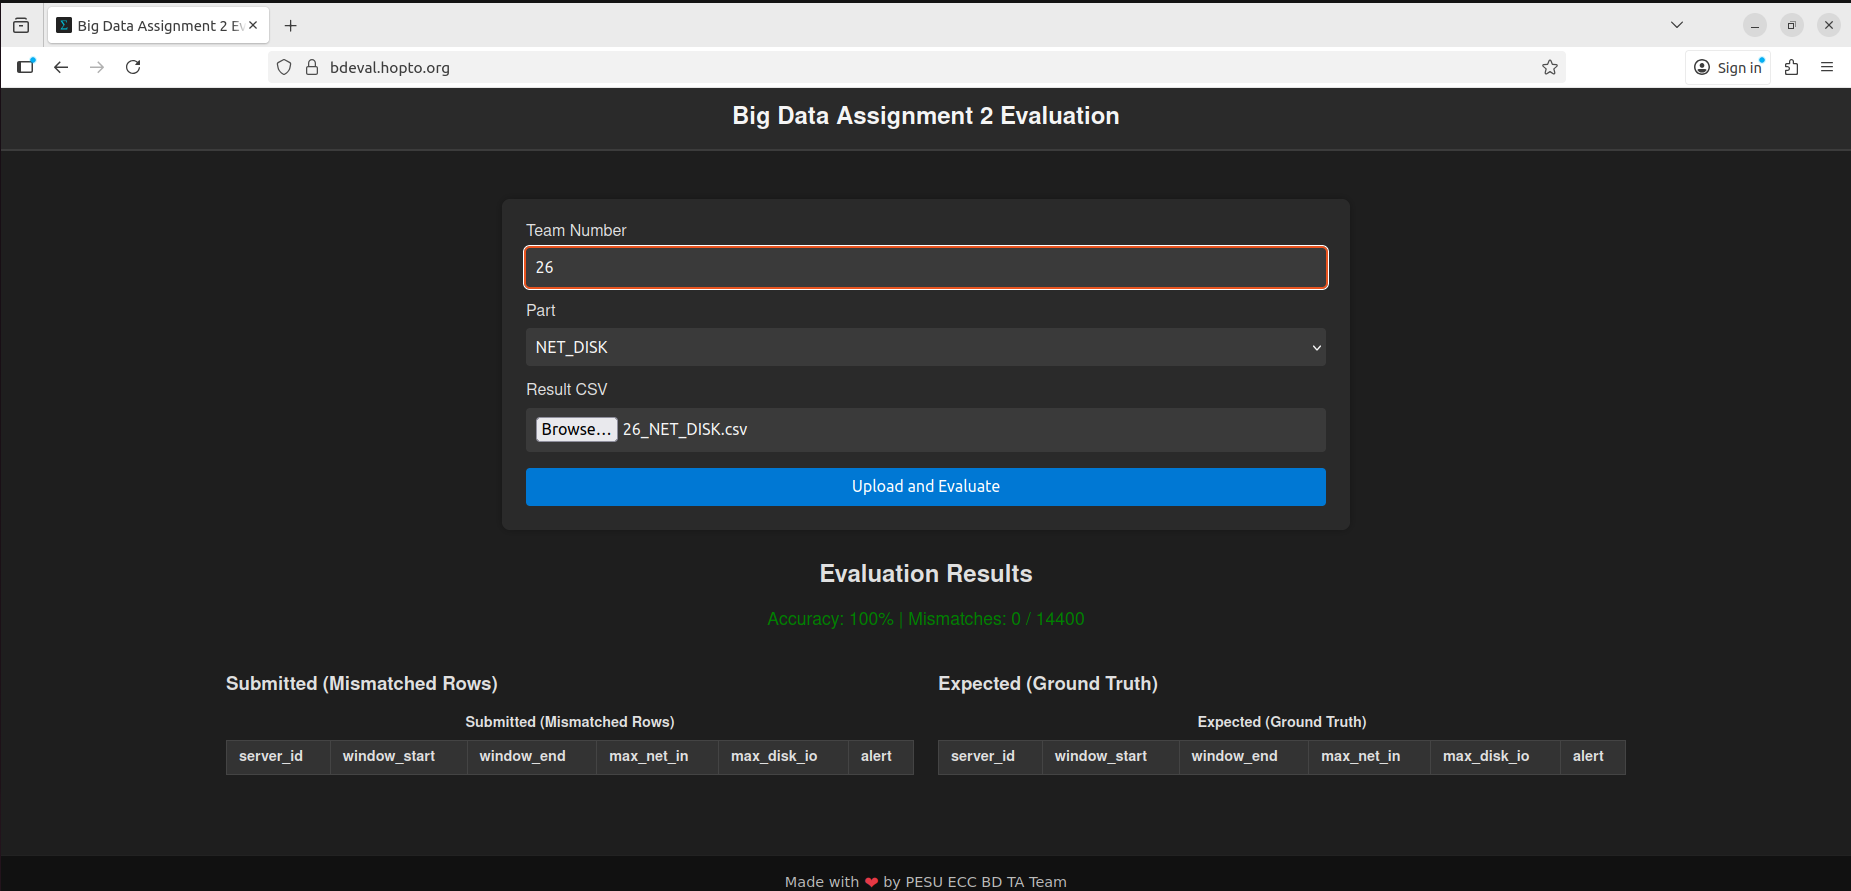 Big Data Assignment 2 Ev
bdeval.hopto.org
Sign in
Big Data Assignment 2 Evaluation
Team Number
26
Part
NET_DISK
Result CSV
Browse... 26_NET_DISK.csv
Upload and Evaluate
Evaluation Results
Accuracy: 100% | Mismatches: 0 / 14400
Submitted (Mismatched Rows)
Submitted (Mismatched Rows)
server_id window_start window_end max_net_in max_disk_io alert
Expected (Ground Truth)
Expected (Ground Truth)
server_id window_start window_end max_net_in max_disk_io alert
Made with ❤ by PESU ECC BD TA Team